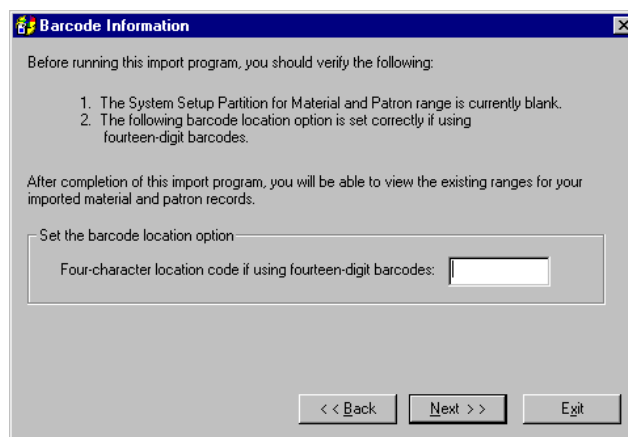 Barcode Information
Before running this import program, you should verify the following:
1. The System Setup Partition for Material and Patron range is currently blank.
2. The following barcode location option is set correctly if using
fourteen-digit barcodes.
After completion of this import program, you will be able to view the existing ranges for your
imported material and patron records.
Set the barcode location option
Four-character location code if using fourteen-digit barcodes:
< < Back
Next > >
Exit